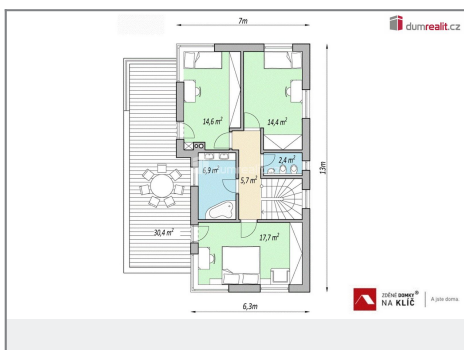 7m
dumrealit.cz
14,6 m²
14,4 m²
2,4 m²
6,9 m²
5,7 m²
13m
30,4 m²
17,7 m²
6,3m
ZDĚNÉ DOMKY®
NA KLÍČ
A jste doma.